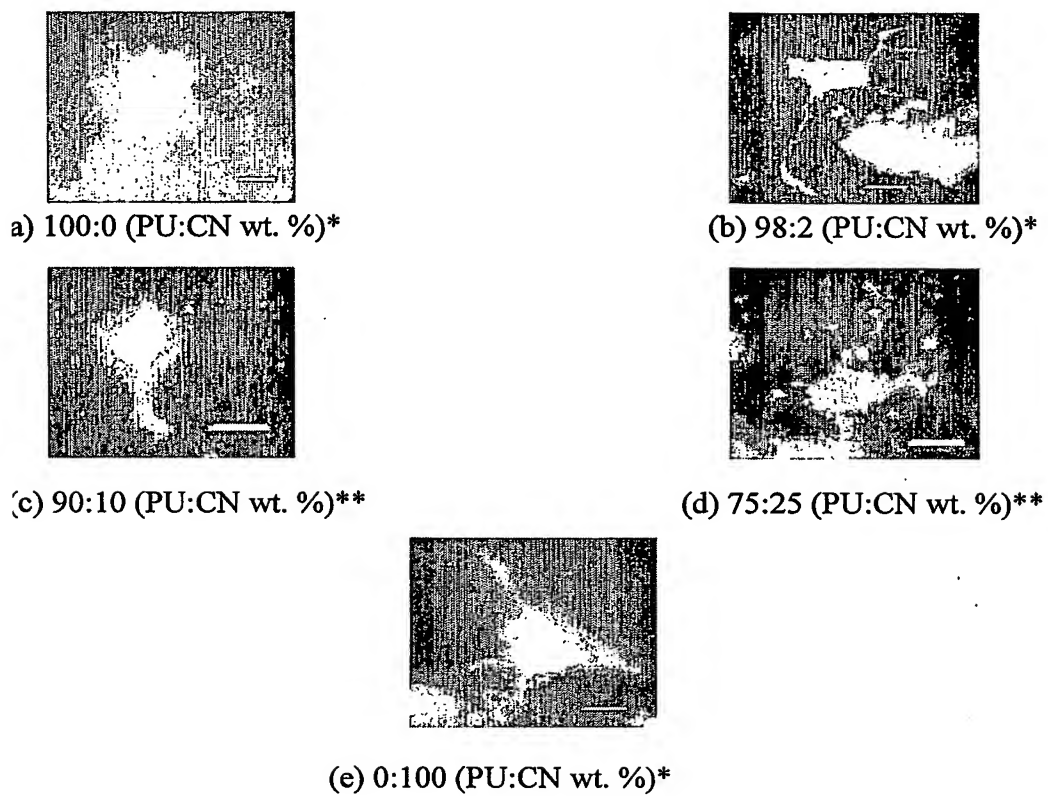 a) 100:0 (PU:CN wt. %)*
(b) 98:2 (PU:CN wt. %)*
(c) 90:10 (PU:CN wt. %)**
(d) 75:25 (PU:CN wt. %)**
(e) 0:100 (PU:CN wt. %)*